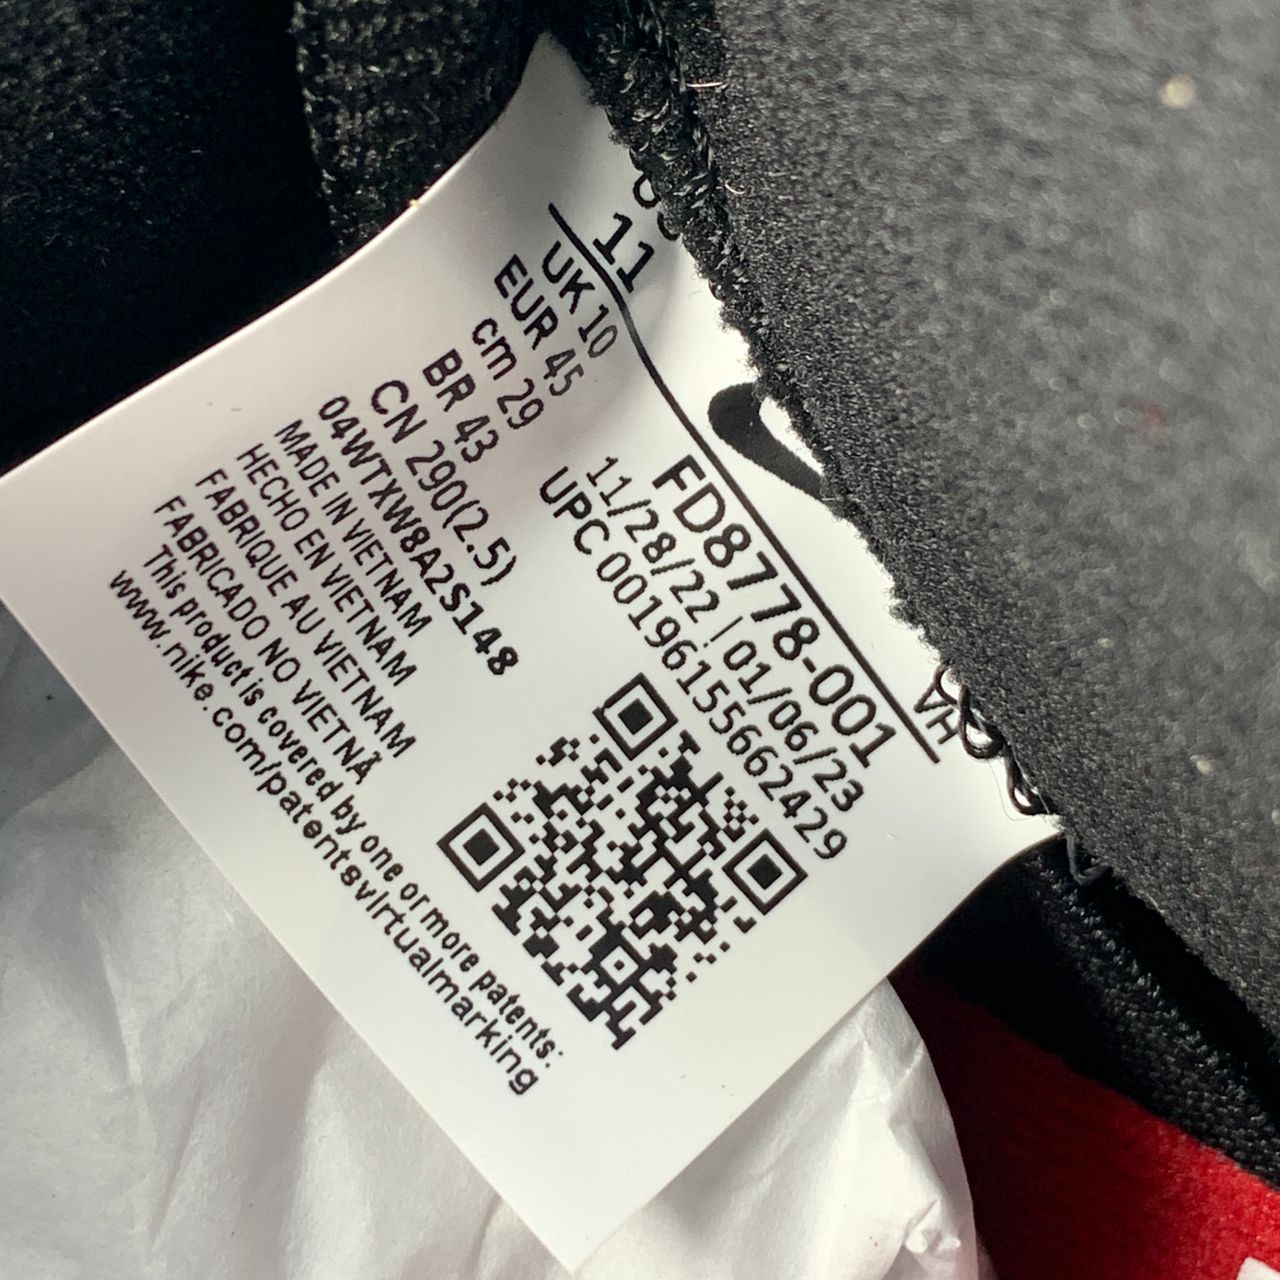 11
UK 10
EUR 45
cm 29
BR 43
CN 290(2.5)
04WTXW8A2S148
MADE IN VIETNAM
HECHO EN VIETNAM
FABRIQUE AU VIETNAM
FABRICADO NO VIETNÃ
This product is covered by one or more patents:
www.nike.com/patentsvirtualmarking
VH
FD8778-001
11/28/22 | 01/06/23
UPC 00196155662429